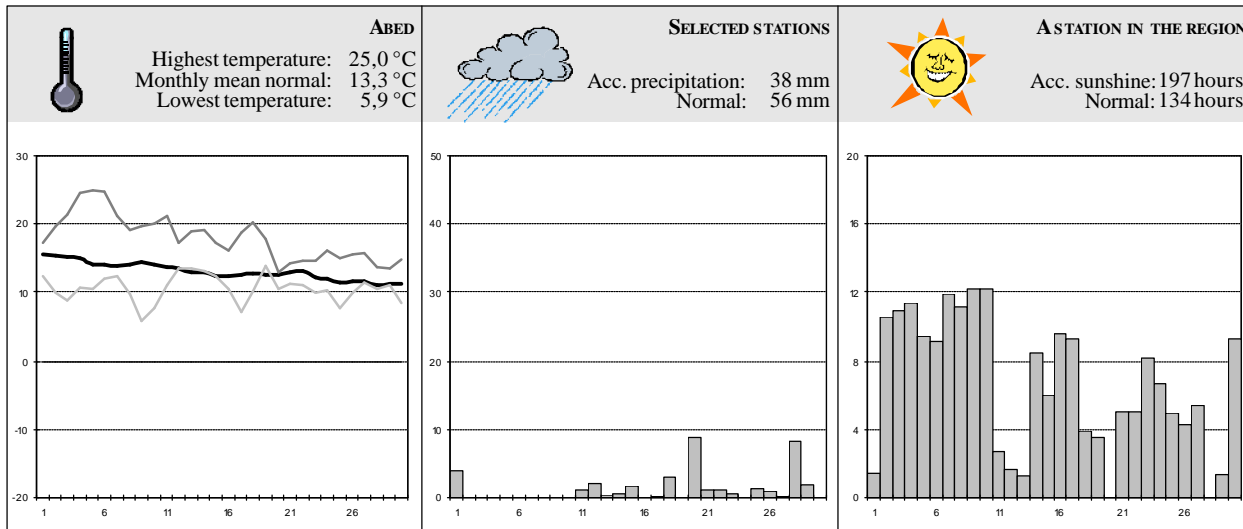 ABED
Highest temperature: 25,0 °C
Monthly mean normal: 13,3 °C
Lowest temperature: 5,9 °C
SELECTED STATIONS
Acc. precipitation: 38 mm
Normal: 56 mm
A STATION IN THE REGION
Acc. sunshine: 197 hours
Normal: 134 hours
30
20
10
0
-10
-20
1 6 11 16 21 26
50
40
30
20
10
0
1 6 11 16 21 26
20
16
12
8
4
0
1 6 11 16 21 26